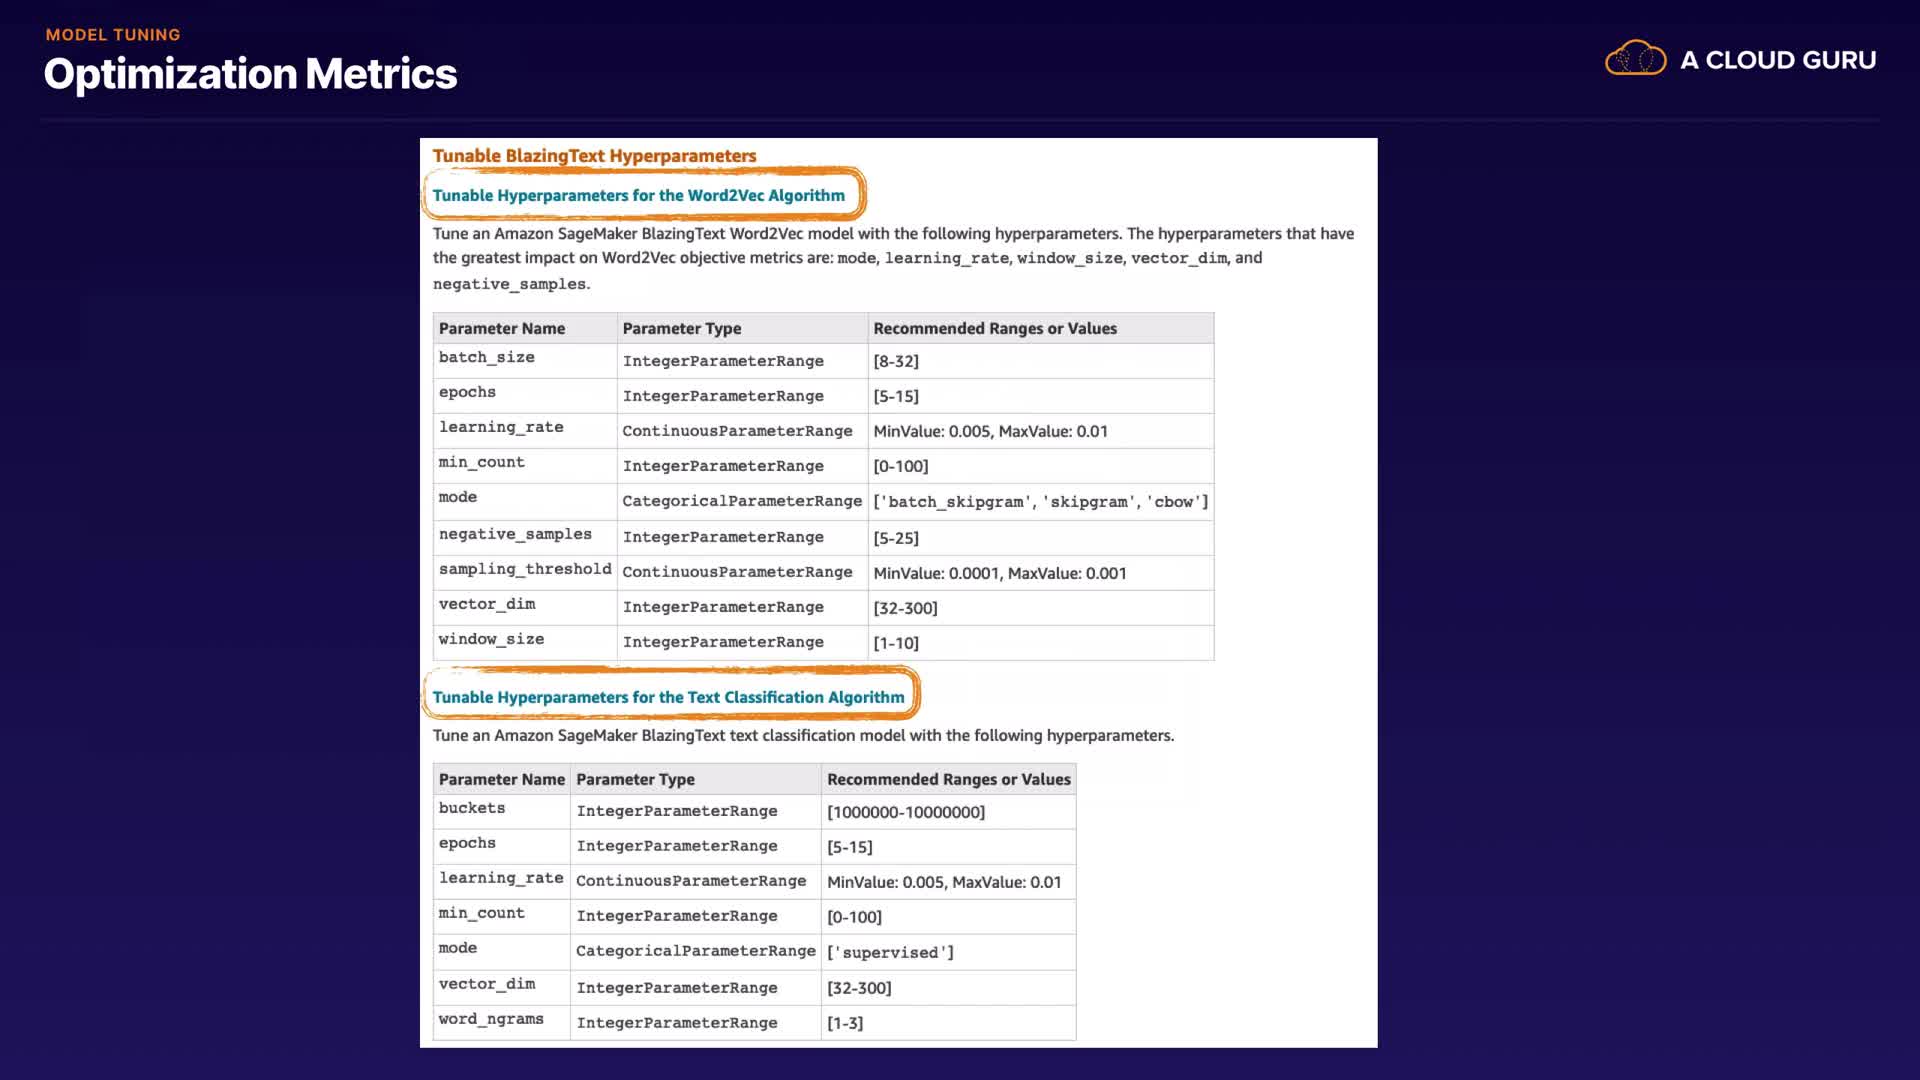 MODEL TUNING
Optimization Metrics
A CLOUD GURU
Tunable BlazingText Hyperparameters
Tunable Hyperparameters for the Word2Vec Algorithm
Tune an Amazon SageMaker BlazingText Word2Vec model with the following hyperparameters. The hyperparameters that have
the greatest impact on Word2Vec objective metrics are: mode, learning_rate, window_size, vector_dim, and
negative_samples.
Parameter Name Parameter Type Recommended Ranges or Values
batch_size IntegerParameterRange [8-32]
epochs IntegerParameterRange [5-15]
learning_rate ContinuousParameterRange MinValue: 0.005, MaxValue: 0.01
min_count IntegerParameterRange [0-100]
mode CategoricalParameterRange ['batch_skipgram', 'skipgram', 'cbow']
negative_samples IntegerParameterRange [5-25]
sampling_threshold ContinuousParameterRange MinValue: 0.0001, MaxValue: 0.001
vector_dim IntegerParameterRange [32-300]
window_size IntegerParameterRange [1-10]
Tunable Hyperparameters for the Text Classification Algorithm
Tune an Amazon SageMaker BlazingText text classification model with the following hyperparameters.
Parameter Name Parameter Type Recommended Ranges or Values
buckets IntegerParameterRange [1000000-10000000]
epochs IntegerParameterRange [5-15]
learning_rate ContinuousParameterRange MinValue: 0.005, MaxValue: 0.01
min_count IntegerParameterRange [0-100]
mode CategoricalParameterRange ['supervised']
vector_dim IntegerParameterRange [32-300]
word_ngrams IntegerParameterRange [1-3]